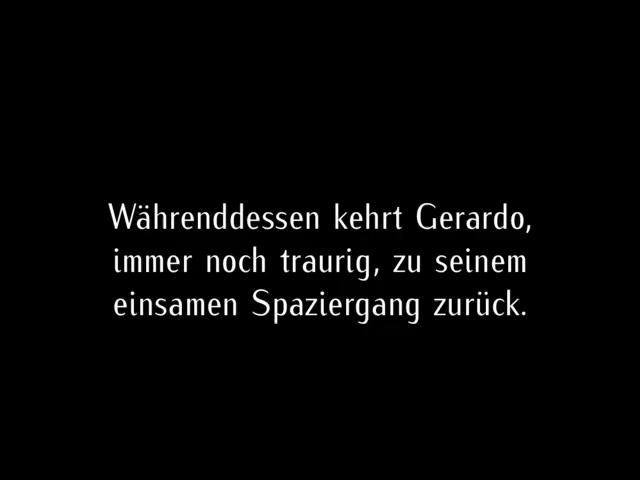 Währenddessen kehrt Gerardo,
immer noch traurig, zu seinem
einsamen Spaziergang zurück.